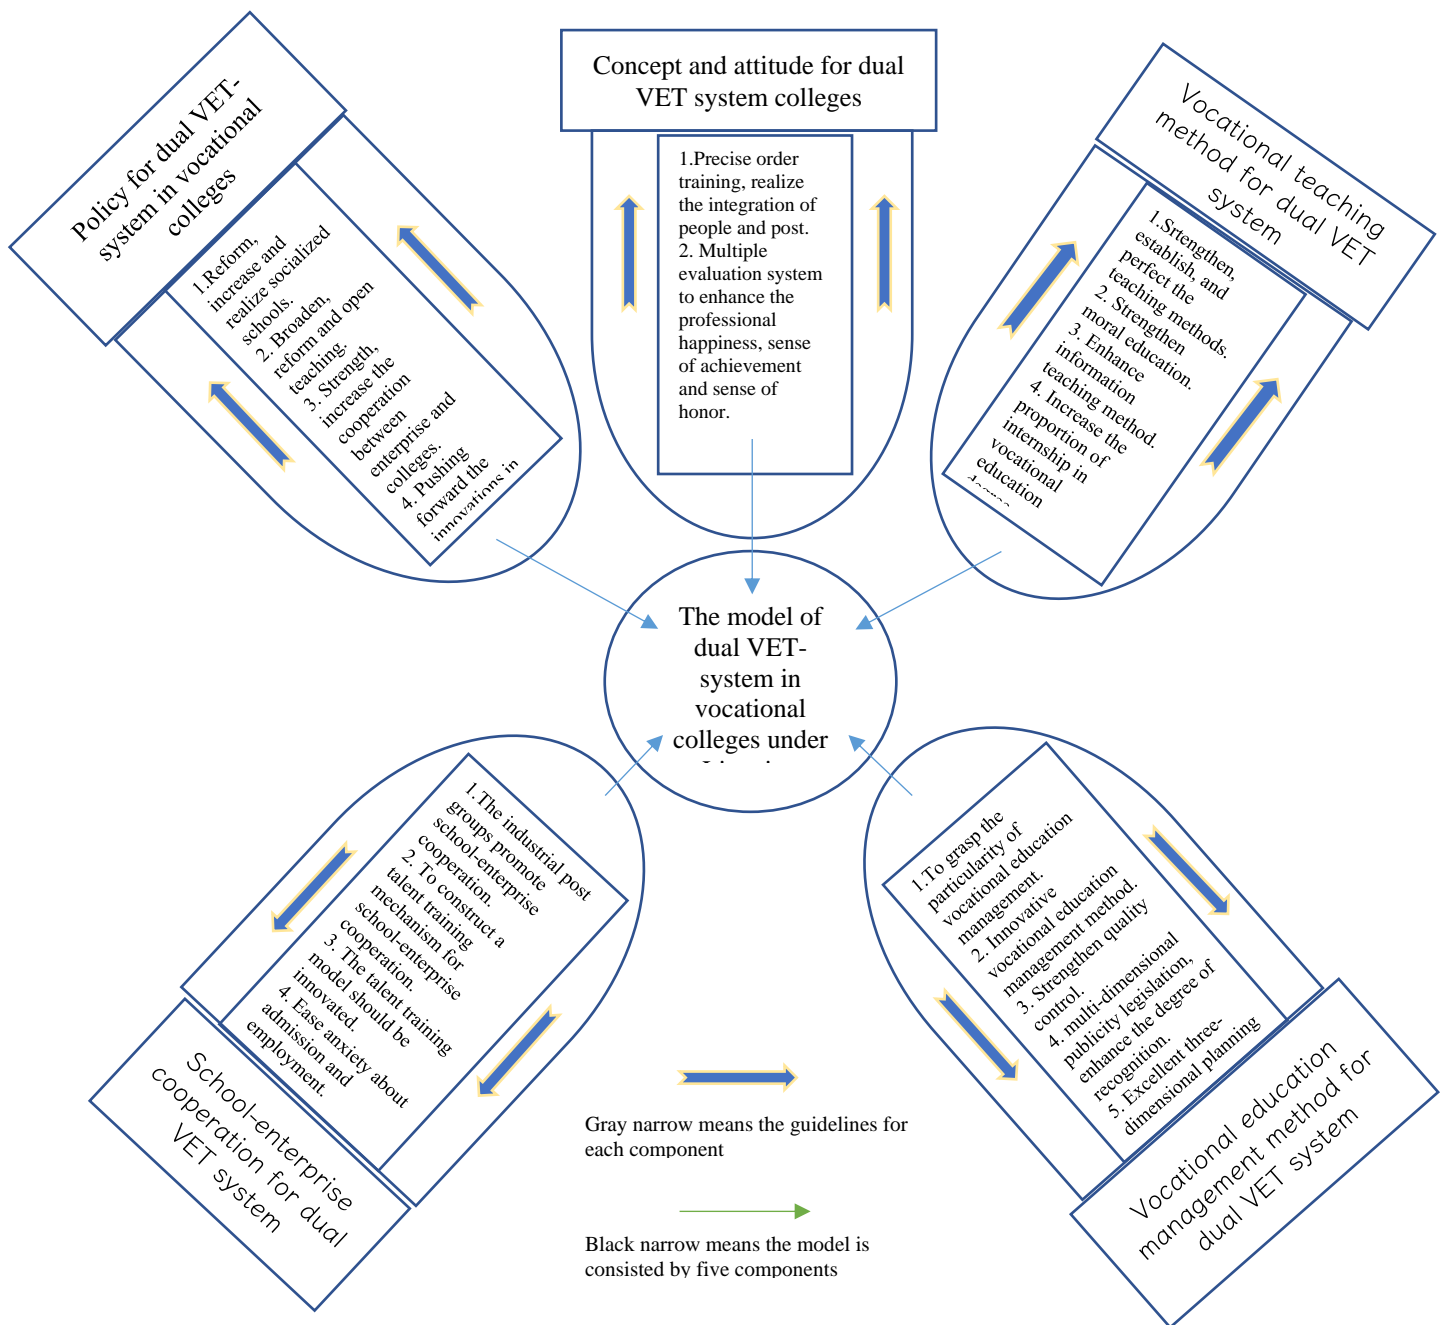 Policy for dual VET-
system in vocational
colleges
1.Reform,
increase and
realize socialized
schools.
2. Broaden,
reform and open
teaching.
3. Strength,
increase the
cooperation
between
enterprise and
colleges.
4. Pushing
forward the
innovations in
Concept and attitude for dual
VET system colleges
1.Precise order
training, realize
the integration of
people and post.
2. Multiple
evaluation system
to enhance the
professional
happiness, sense
of achievement
and sense of
honor.
Vocational teaching
method for dual VET
system
1.Srtengthen,
establish, and
perfect the
teaching methods.
2. Strengthen
moral education.
3. Enhance
information
teaching method.
4. Increase the
proportion of
internship in
vocational
education
The model of
dual VET-
system in
vocational
colleges under
1.The industrial post
groups promote
school-enterprise
cooperation.
2. To construct a
talent training
mechanism for
school-enterprise
cooperation.
3. The talent training
model should be
innovated.
4. Ease anxiety about
admission and
employment.
School-enterprise
cooperation for dual
VET system
1.To grasp the
particularity of
vocational education
management.
2. Innovative
vocational education
management method.
3. Strengthen quality
control.
4. multi-dimensional
publicity legislation,
enhance the degree of
recognition.
5. Excellent three-
dimensional planning
Vocational education
management method for
dual VET system
Gray narrow means the guidelines for
each component
Black narrow means the model is
consisted by five components